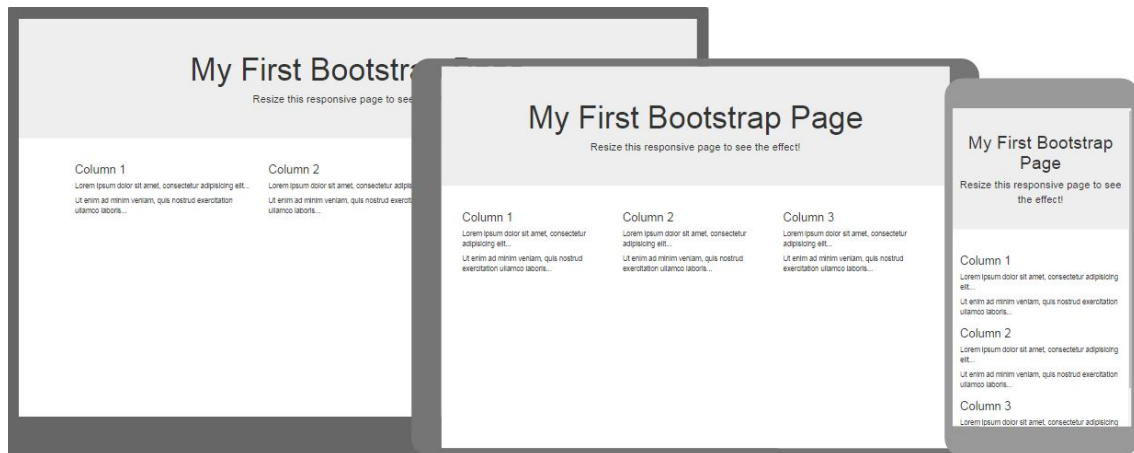 My First Bootstra
Resize this responsive page to see
Column 1
Lorem ipsum dolor sit amet, consectetur adipisicing elit...
Ut enim ad minim veniam, quis nostrud exercitation
ullamco laboris...
Column 2
Lorem ipsum dolor sit amet, consectetur adipis
Ut enim ad minim veniam, quis nostrud exercit
ullamco laboris...
My First Bootstrap Page
Resize this responsive page to see the effect!
Column 1
Lorem ipsum dolor sit amet, consectetur
adipisicing elit...
Ut enim ad minim veniam, quis nostrud
exercitation ullamco laboris...
Column 2
Lorem ipsum dolor sit amet, consectetur
adipisicing elit...
Ut enim ad minim veniam, quis nostrud
exercitation ullamco laboris...
Column 3
Lorem ipsum dolor sit amet, consectetur
adipisicing elit...
Ut enim ad minim veniam, quis nostrud
exercitation ullamco laboris...
My First Bootstrap
Page
Resize this responsive page to see
the effect!
Column 1
Lorem ipsum dolor sit amet, consectetur adipisicing
elit...
Ut enim ad minim veniam, quis nostrud exercitation
ullamco laboris...
Column 2
Lorem ipsum dolor sit amet, consectetur adipisicing
elit...
Ut enim ad minim veniam, quis nostrud exercitation
ullamco laboris...
Column 3
Lorem ipsum dolor sit amet, consectetur adipisicing